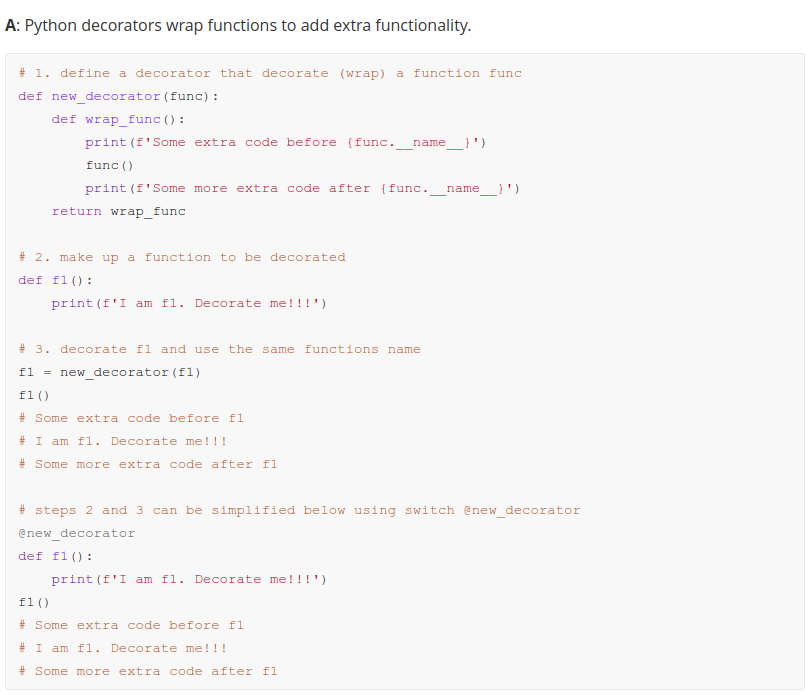 A: Python decorators wrap functions to add extra functionality.
# 1. define a decorator that decorate (wrap) a function func
def new_decorator(func):
    def wrap_func():
        print(f'Some extra code before {func.__name__}')
        func()
        print(f'Some more extra code after {func.__name__}')
    return wrap_func

# 2. make up a function to be decorated
def f1():
    print(f'I am f1. Decorate me!!!')

# 3. decorate f1 and use the same functions name
f1 = new_decorator(f1)
f1()
# Some extra code before f1
# I am f1. Decorate me!!!
# Some more extra code after f1

# steps 2 and 3 can be simplified below using switch @new_decorator
@new_decorator
def f1():
    print(f'I am f1. Decorate me!!!')
f1()
# Some extra code before f1
# I am f1. Decorate me!!!
# Some more extra code after f1